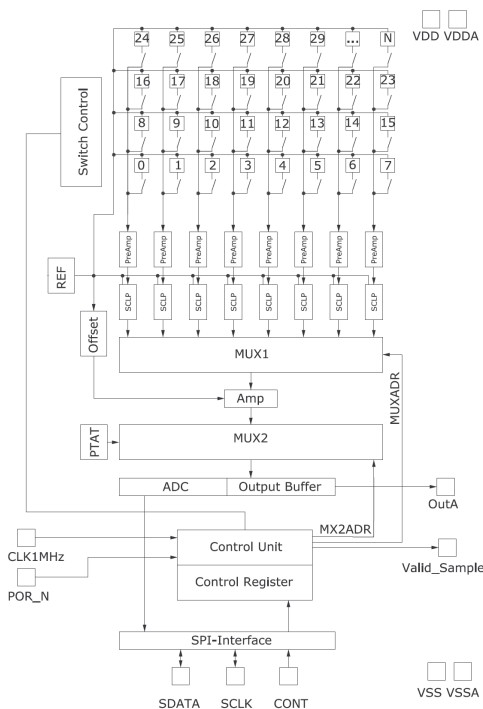 24 25 26 27 28 29 ... N
VDD VDDA
16 17 18 19 20 21 22 23
Switch Control
8 9 10 11 12 13 14 15
0 1 2 3 4 5 6 7
PreAmp PreAmp PreAmp PreAmp PreAmp PreAmp PreAmp PreAmp
REF
SCLP SCLP SCLP SCLP SCLP SCLP SCLP SCLP
Offset
MUX1
MUXADR
Amp
PTAT
MUX2
ADC Output Buffer
OutA
MX2ADR
CLK1MHz
Control Unit
Valid_Sample
POR_N
Control Register
SPI-Interface
SDATA SCLK CONT
VSS VSSA